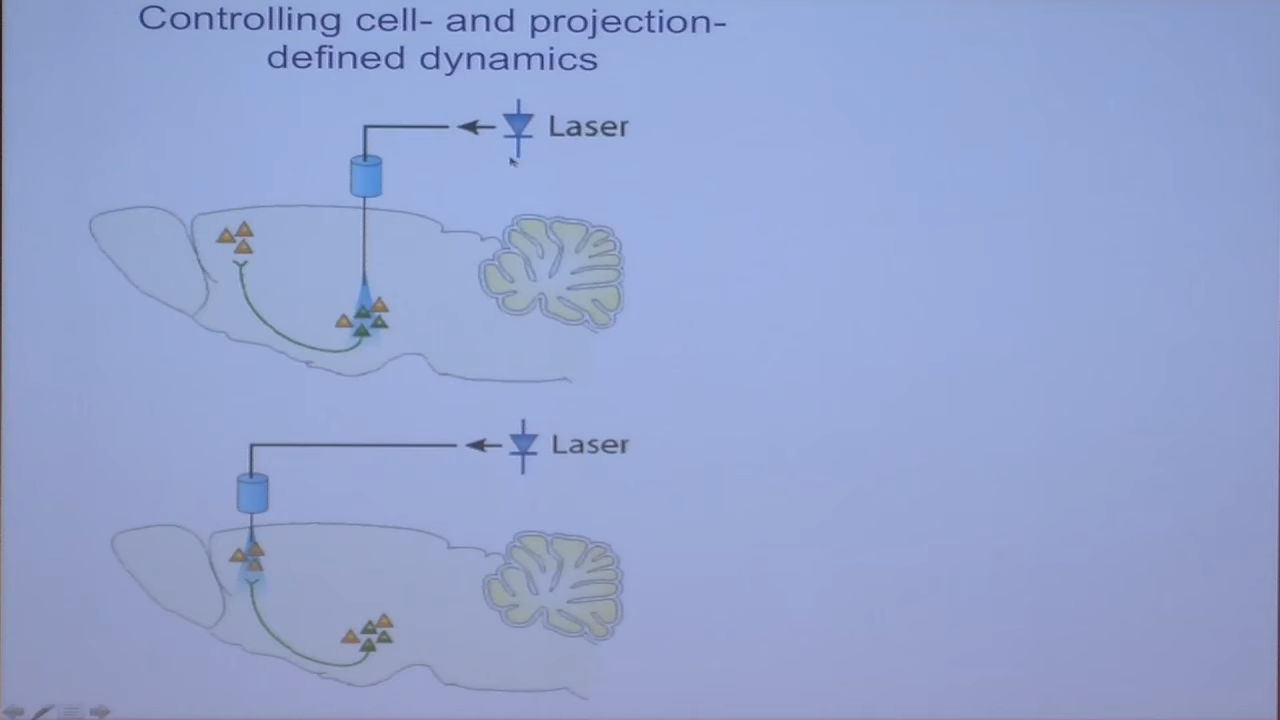 Controlling cell- and projection-
defined dynamics
Laser
Laser